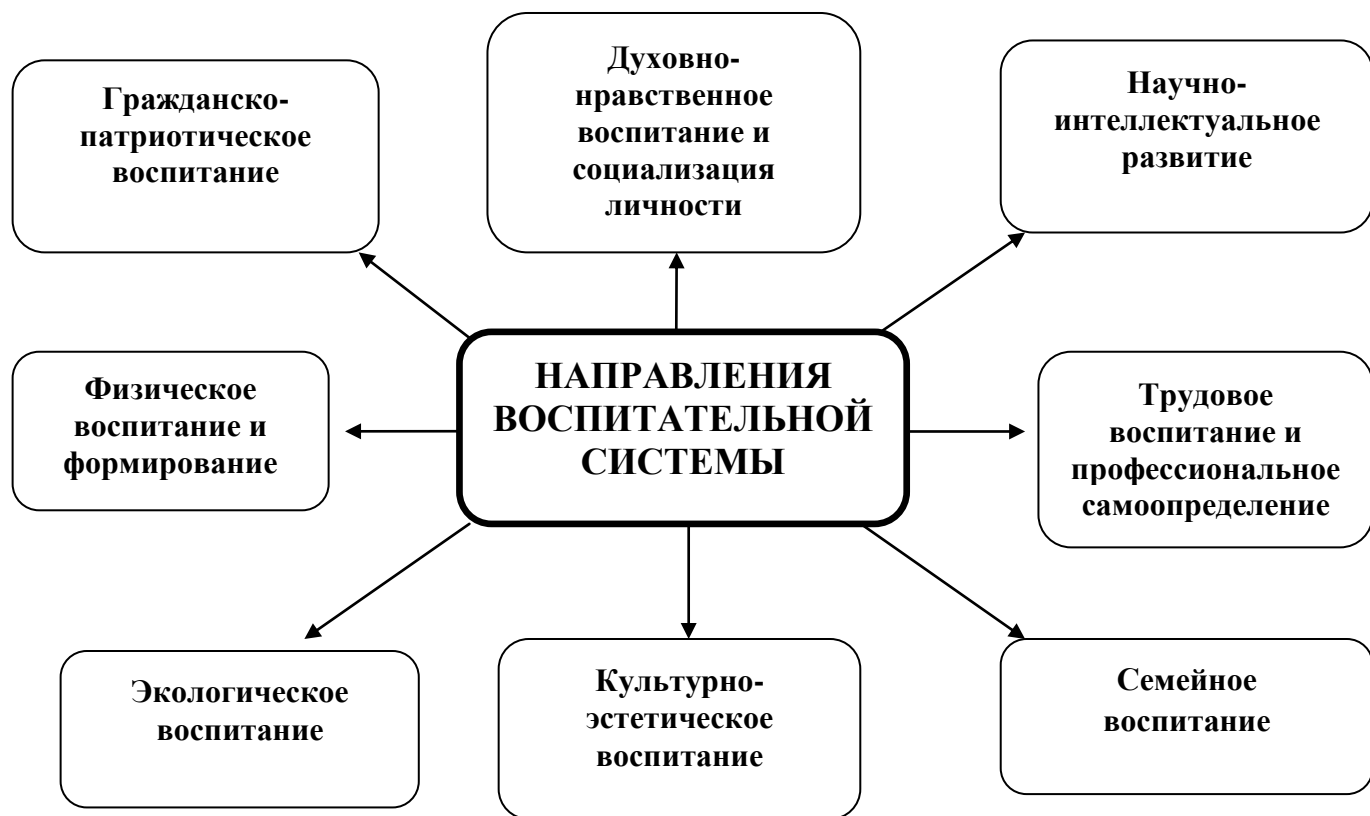 Гражданско-
патриотическое
воспитание
Духовно-
нравственное
воспитание и
социализация
личности
Научно-
интеллектуальное
развитие
Физическое
воспитание и
формирование
НАПРАВЛЕНИЯ
ВОСПИТАТЕЛЬНОЙ
СИСТЕМЫ
Трудовое
воспитание и
профессиональное
самоопределение
Экологическое
воспитание
Культурно-
эстетическое
воспитание
Семейное
воспитание